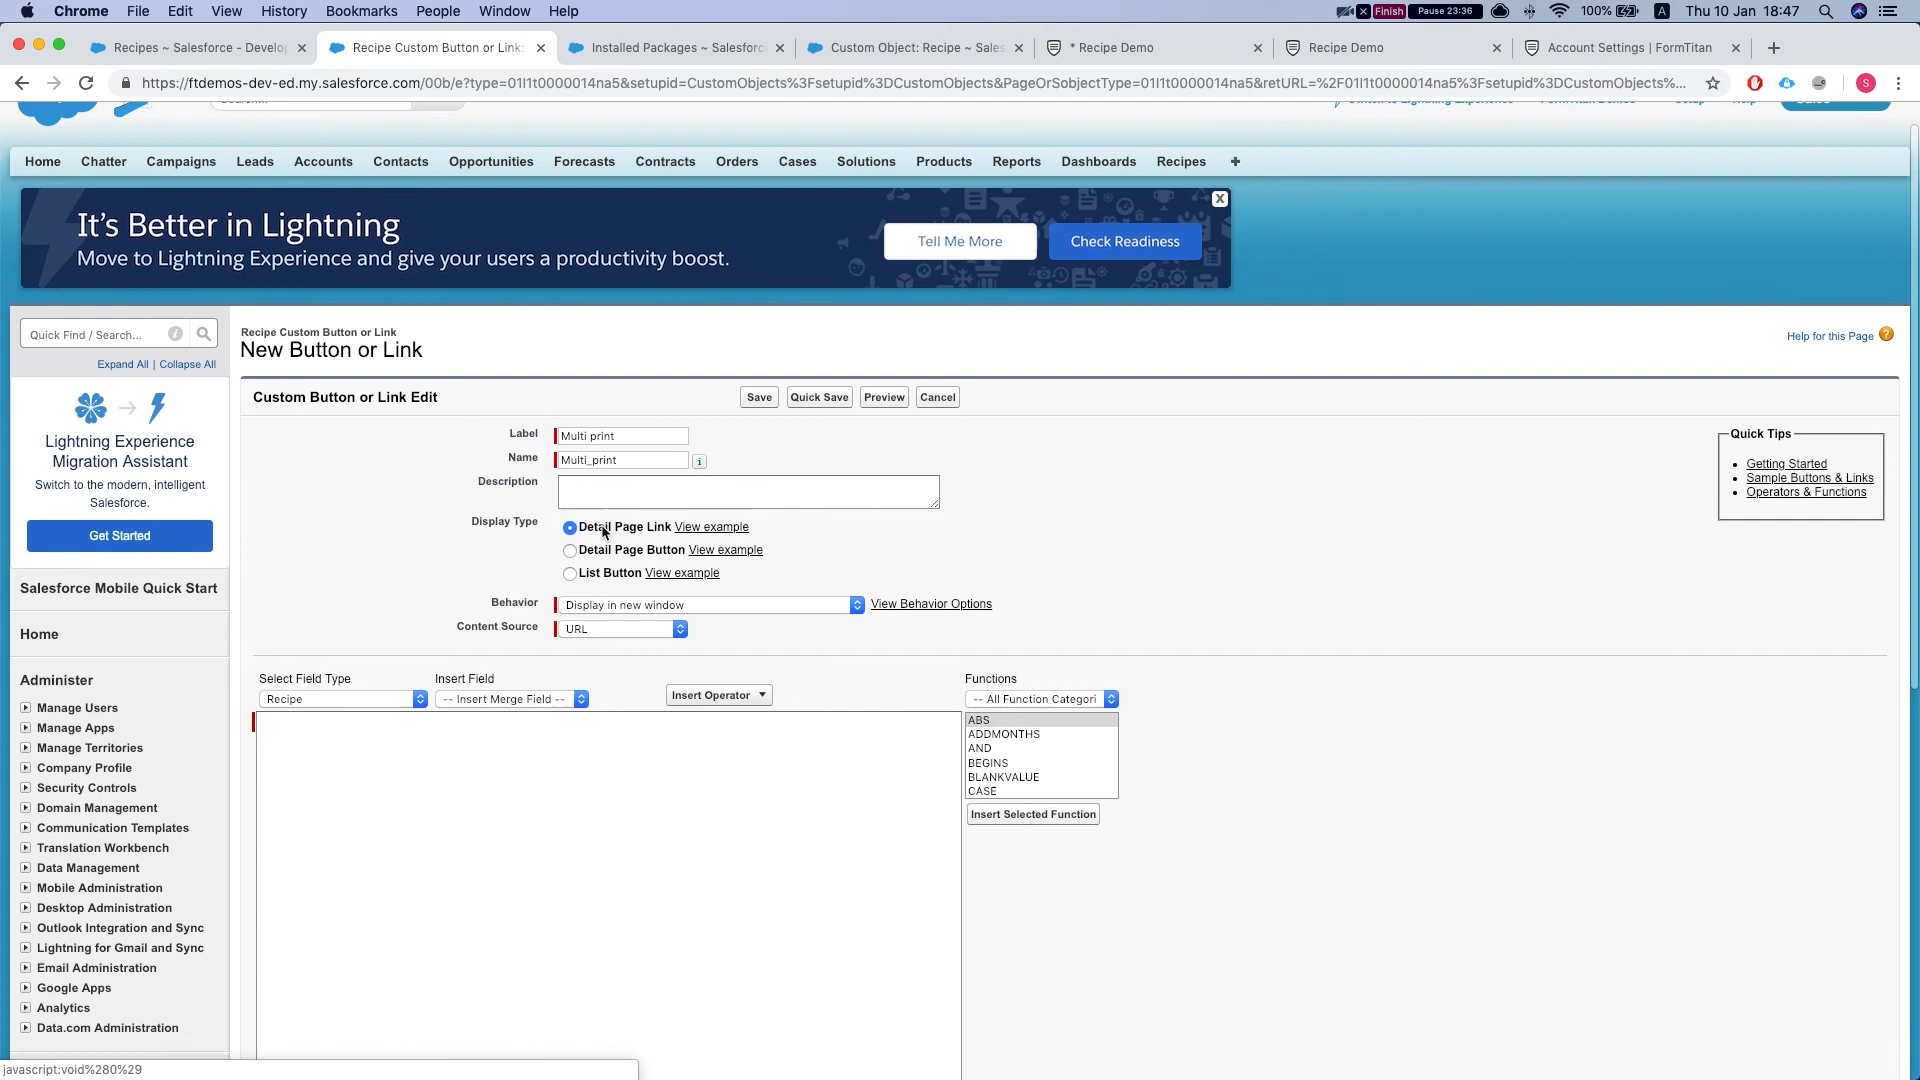 Chrome File Edit View History Bookmarks People Window Help
Finish Pause 23:36 100% A Thu 10 Jan 18:47
Recipes ~ Salesforce - Develop
Recipe Custom Button or Link:
Installed Packages ~ Salesforce
Custom Object: Recipe ~ Sales
* Recipe Demo
Recipe Demo
Account Settings | FormTitan
https://ftdemos-dev-ed.my.salesforce.com/00b/e?type=01I1t0000014na5&setupid=CustomObjects%3Fsetupid%3DCustomObjects&PageOrSobjectType=01I1t0000014na5&retURL=%2F01I1t0000014na5%3Fsetupid%3DCustomObjects%...
S
Home Chatter Campaigns Leads Accounts Contacts Opportunities Forecasts Contracts Orders Cases Solutions Products Reports Dashboards Recipes +
It's Better in Lightning
Move to Lightning Experience and give your users a productivity boost.
Tell Me More
Check Readiness
X
Quick Find / Search...
Expand All | Collapse All
Lightning Experience
Migration Assistant
Switch to the modern, intelligent
Salesforce.
Get Started
Salesforce Mobile Quick Start
Home
Administer
Manage Users
Manage Apps
Manage Territories
Company Profile
Security Controls
Domain Management
Communication Templates
Translation Workbench
Data Management
Mobile Administration
Desktop Administration
Outlook Integration and Sync
Lightning for Gmail and Sync
Email Administration
Google Apps
Analytics
Data.com Administration
Recipe Custom Button or Link
New Button or Link
Help for this Page ?
Custom Button or Link Edit
Save Quick Save Preview Cancel
Label Multi print
Name Multi_print i
Description
Display Type
Detail Page Link View example
Detail Page Button View example
List Button View example
Behavior Display in new window View Behavior Options
Content Source URL
Quick Tips
Getting Started
Sample Buttons & Links
Operators & Functions
Select Field Type Insert Field
Recipe -- Insert Merge Field --
Insert Operator
Functions
-- All Function Categori
ABS
ADDMONTHS
AND
BEGINS
BLANKVALUE
CASE
Insert Selected Function
javascript:void%280%29